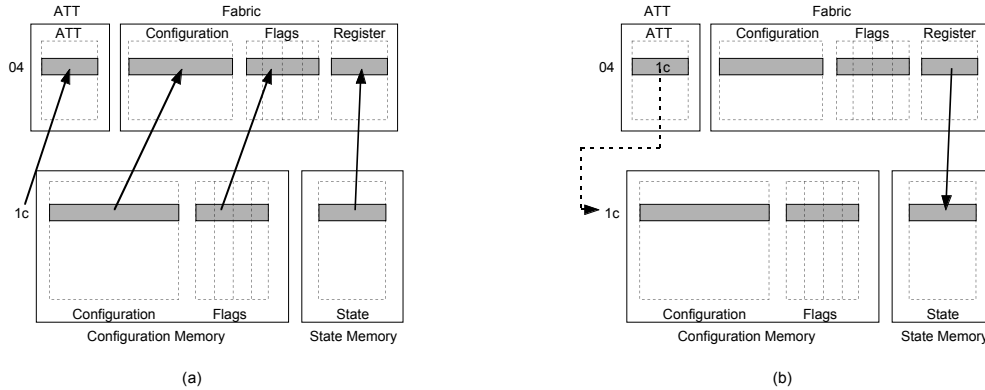 ATT Fabric
ATT Configuration Flags Register
04
1c
Configuration Flags State
Configuration Memory State Memory
(a)
ATT Fabric
ATT Configuration Flags Register
04 1c
1c
Configuration Flags State
Configuration Memory State Memory
(b)